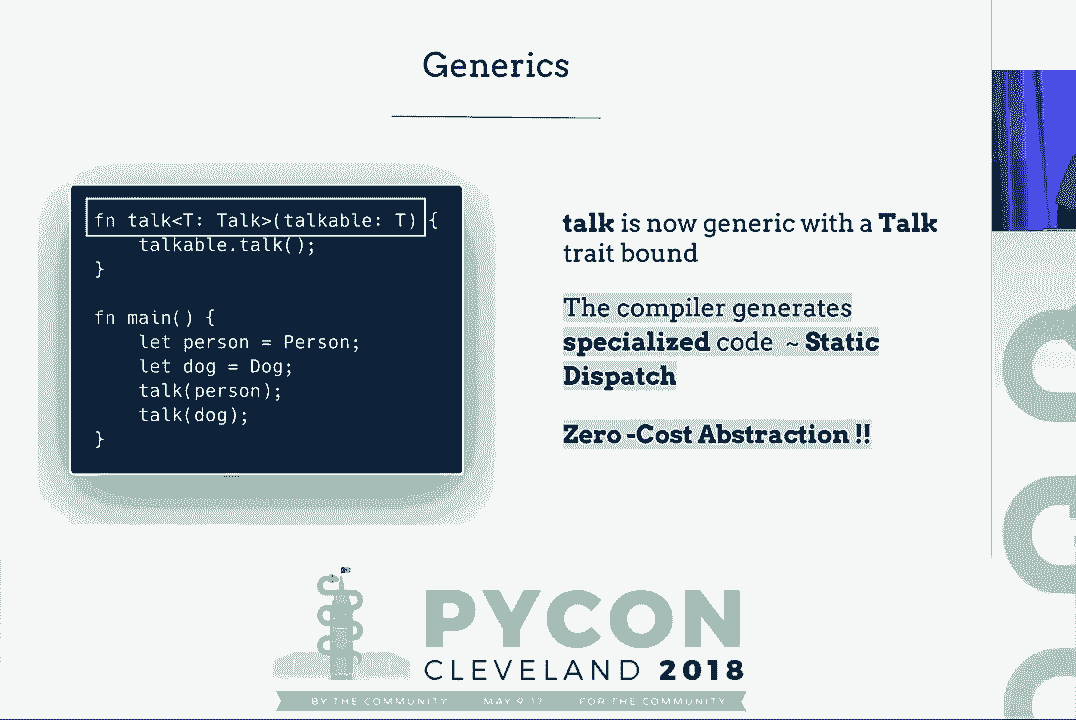 Generics
fn talk<T: Talk>(talkable: T) {
    talkable.talk();
}
fn main() {
    let person = Person;
    let dog = Dog;
    talk(person);
    talk(dog);
}
talk is now generic with a Talk
trait bound
The compiler generates
specialized code ~ Static
Dispatch
Zero -Cost Abstraction !!
PYCON
CLEVELAND 2018
BY THE COMMUNITY MAY 9-17 FOR THE COMMUNITY